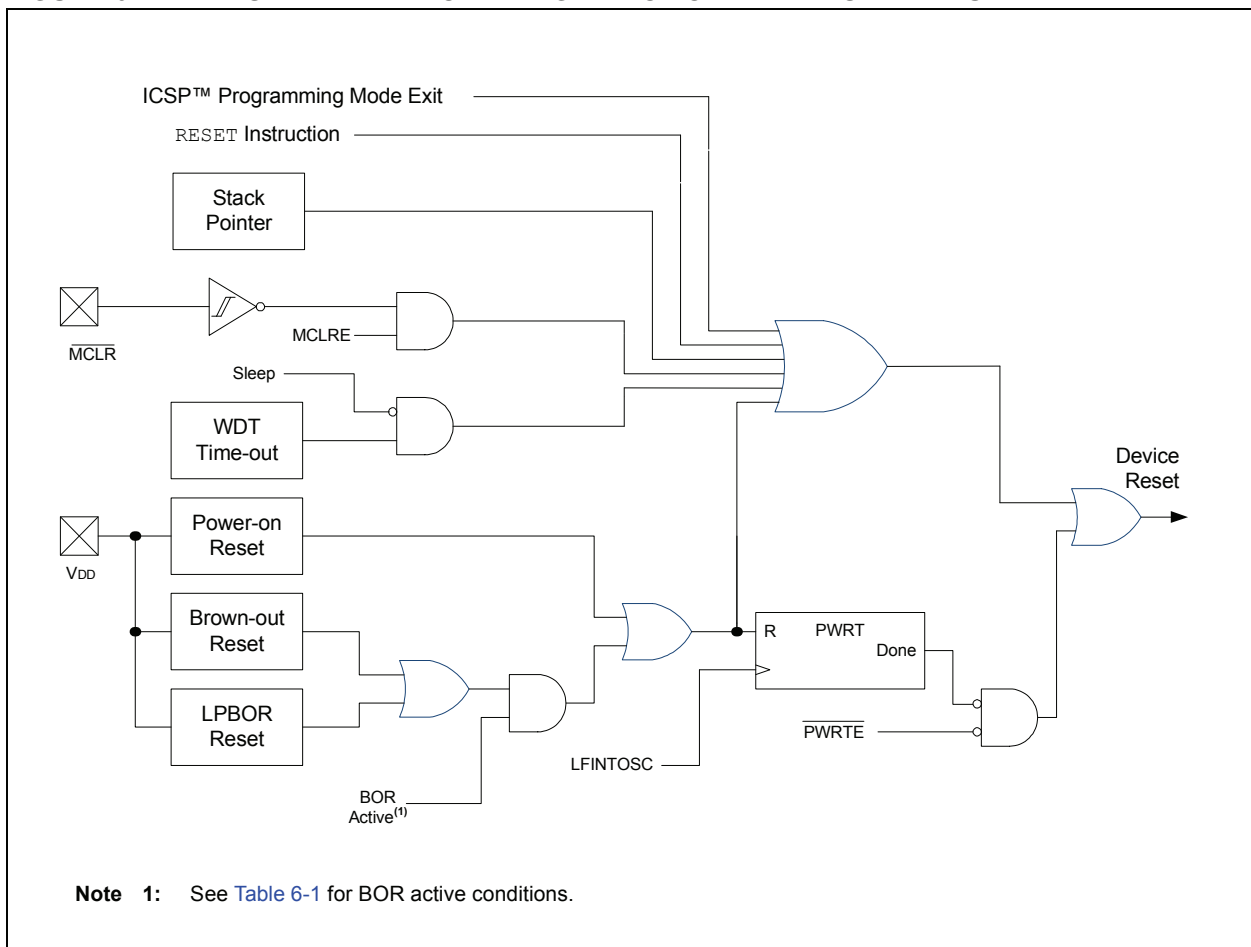 ICSP™ Programming Mode Exit
RESET Instruction
Stack
Pointer
MCLR
MCLRE
Sleep
WDT
Time-out
Device
Reset
VDD
Power-on
Reset
Brown-out
Reset
LPBOR
Reset
R PWRT
Done
PWRTE
LFINTOSC
BOR
Active(1)
Note 1: See Table 6-1 for BOR active conditions.